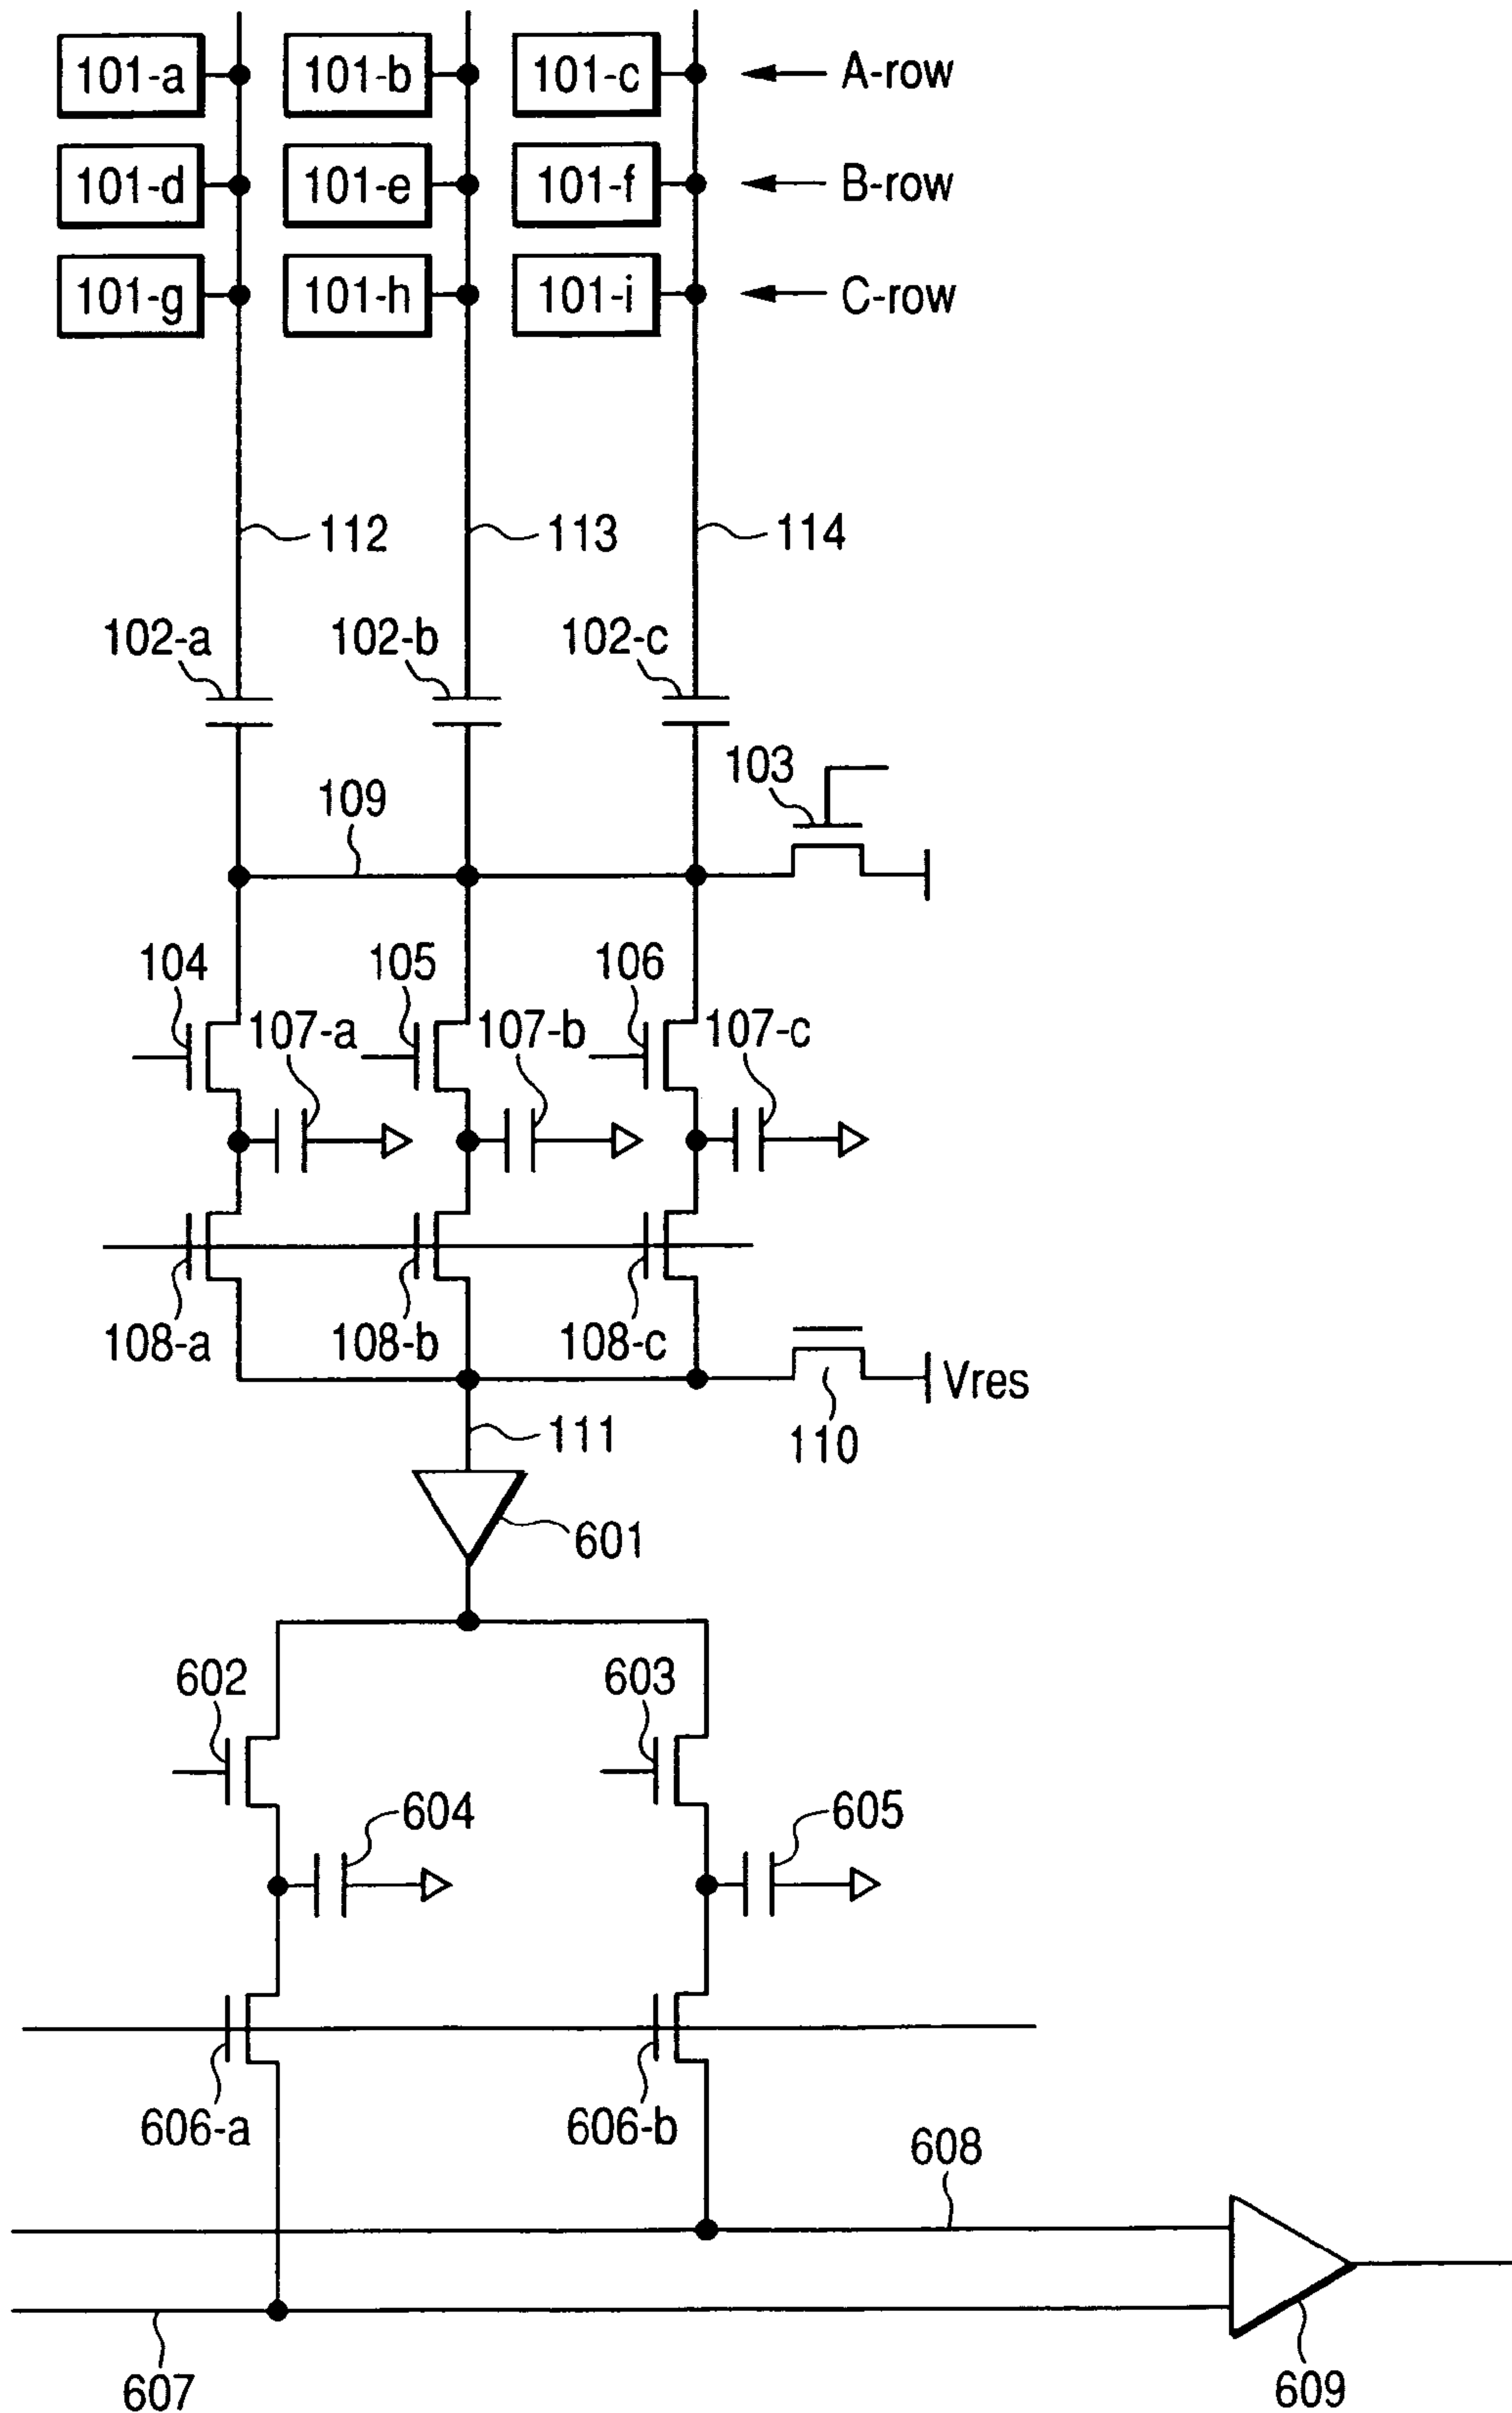 101-a 101-b 101-c A-row
101-d 101-e 101-f B-row
101-g 101-h 101-i C-row
112 113 114
102-a 102-b 102-c
103
109
104 105 106
107-a 107-b 107-c
108-a 108-b 108-c
Vres
111 110
601
602 603
604 605
606-a 606-b
608
607 609